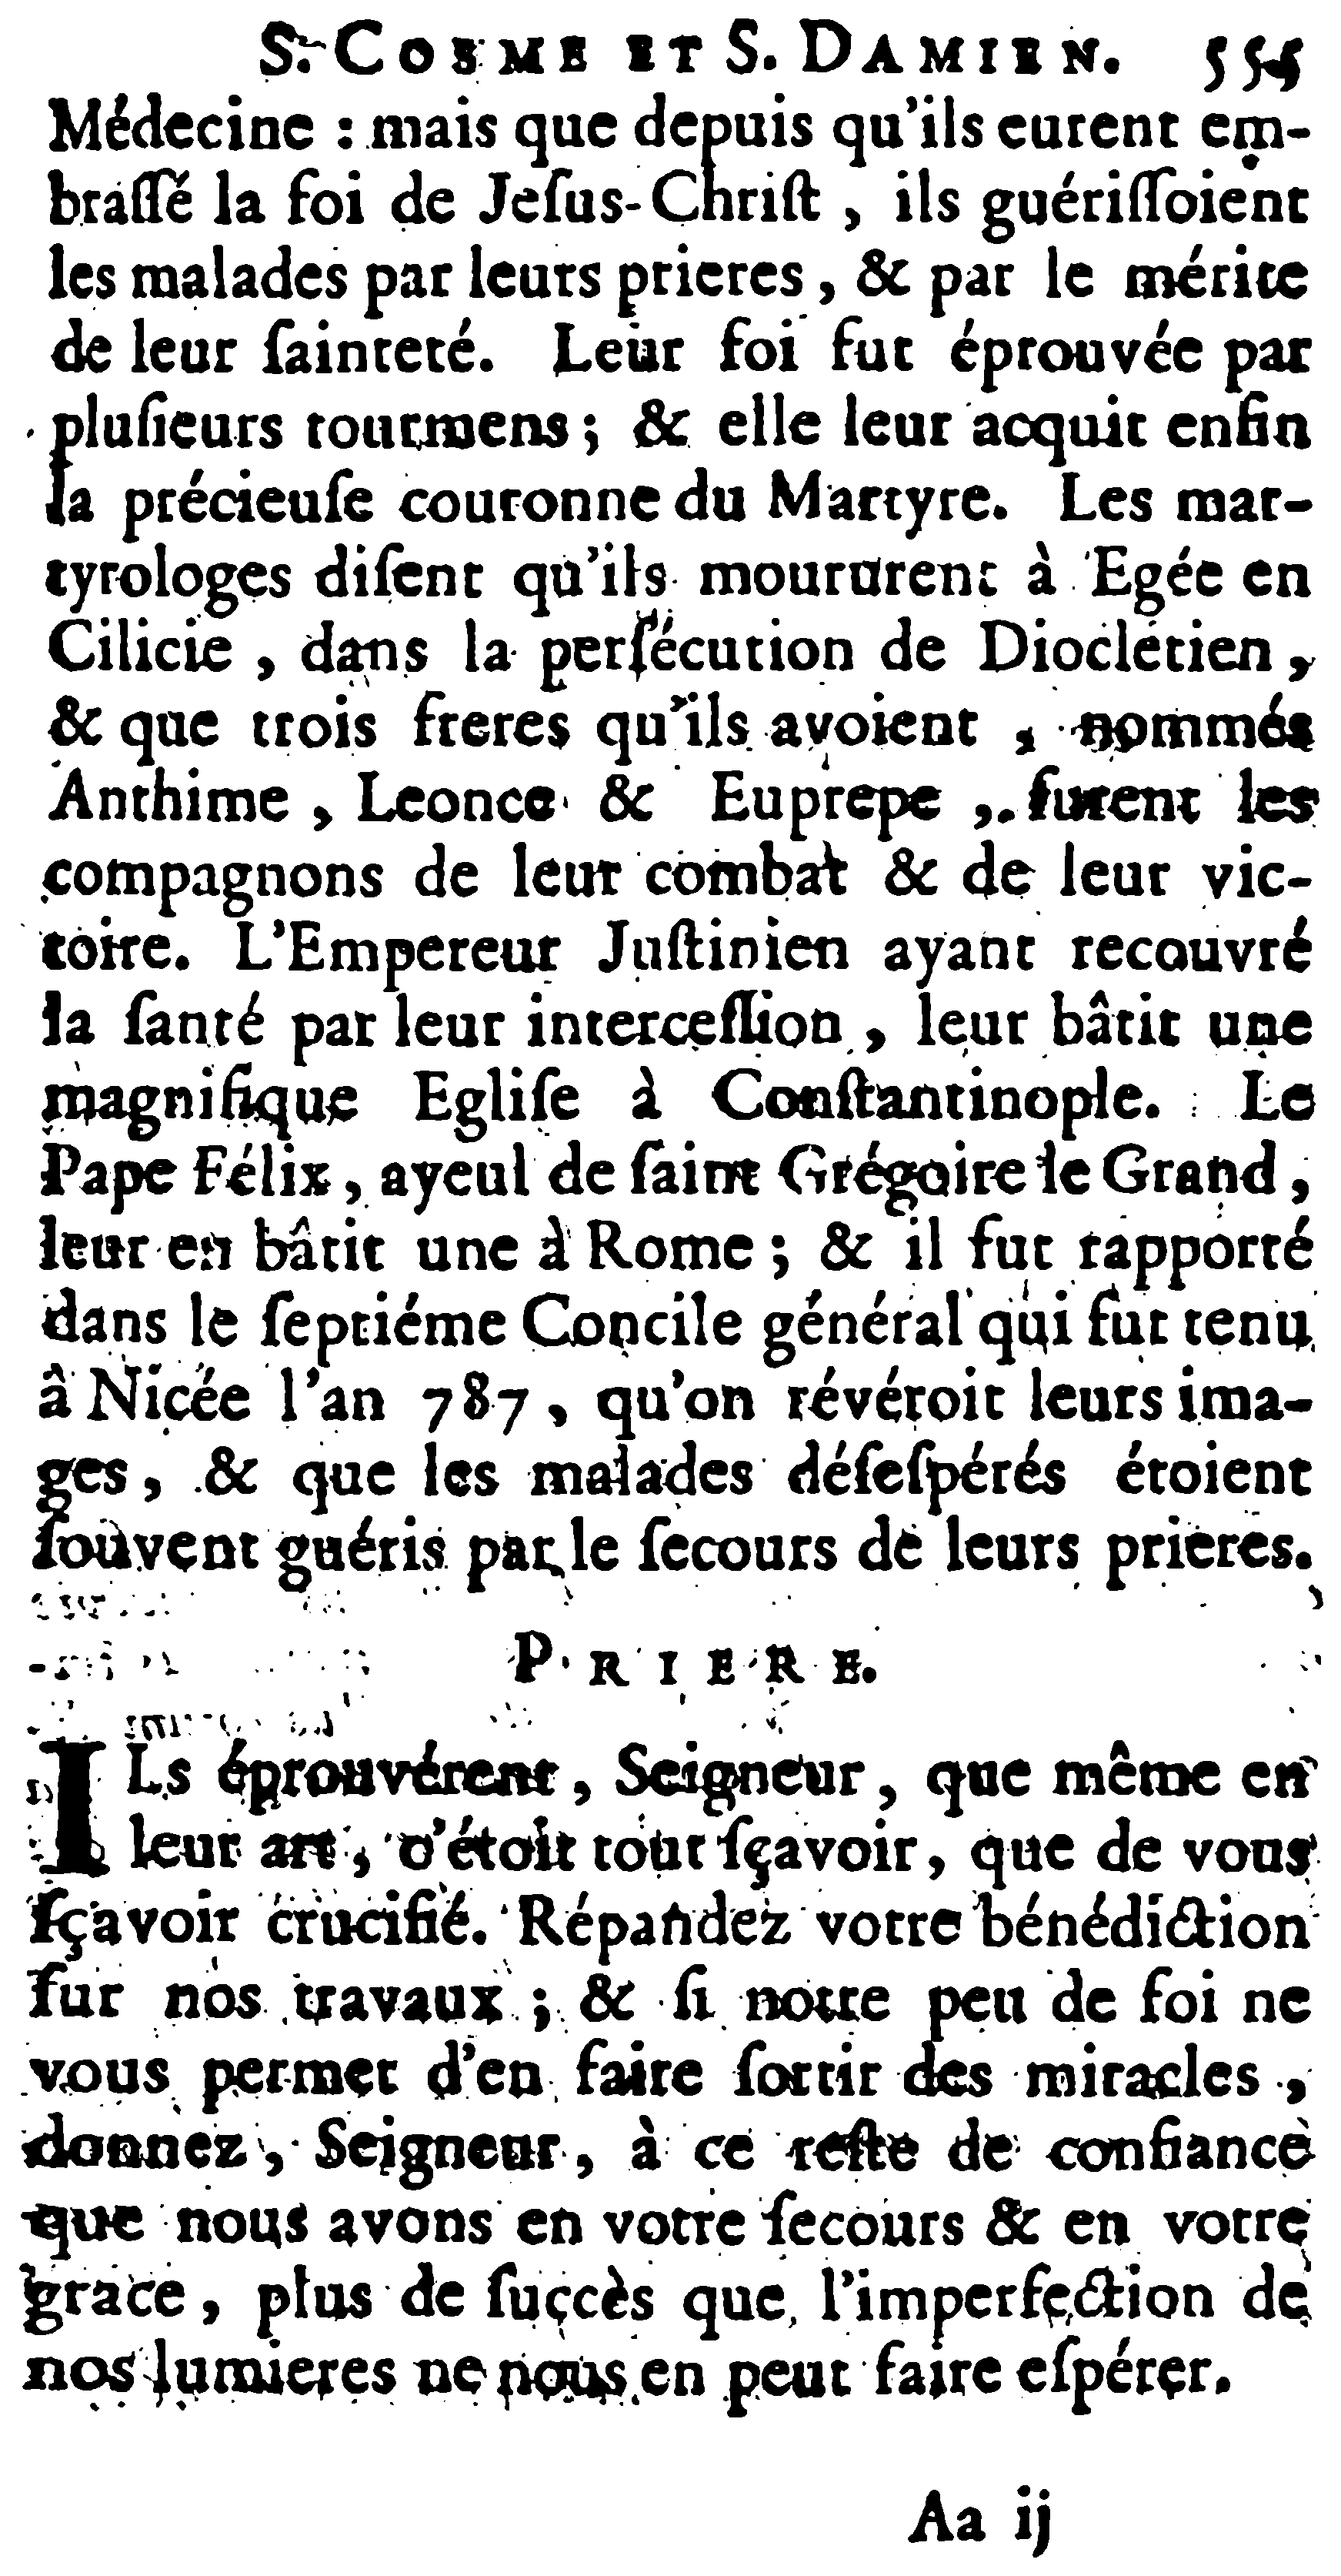 S. COSME ET S. DAMIEN. 555
Médecine : mais que depuis qu'ils eurent em-
braſſé la foi de Jeſus-Chriſt , ils guériſſoient
les malades par leurs prieres, & par le mérite
de leur ſainteté. Leur foi fut éprouvée par
pluſieurs tourmens ; & elle leur acquit enfin
la précieuſe couronne du Martyre. Les mar-
tyrologes diſent qu'ils moururent à Egée en
Cilicie , dans la perſécution de Dioclétien ,
& que trois freres qu'ils avoient , nommés
Anthime , Leonce & Euprepe , furent les
compagnons de leur combat & de leur vic-
toire. L'Empereur Juſtinien ayant recouvré
la ſanté par leur interceſſion , leur bâtit une
magnifique Egliſe à Conſtantinople. Le
Pape Félix , ayeul de ſaint Grégoire le Grand ,
leur en bâtit une à Rome ; & il fut rapporté
dans le ſeptiéme Concile général qui fut tenu
à Nicée l'an 787 , qu'on révéroit leurs ima-
ges , & que les malades déſeſpérés étoient
ſouvent guéris par le ſecours de leurs prieres.
PRIERE.
ILs éprouvérent , Seigneur , que même en
leur art , c'étoit tout ſçavoir , que de vous
ſçavoir crucifié. Répandez votre bénédiction
ſur nos travaux ; & ſi notre peu de foi ne
vous permet d'en faire ſortir des miracles ,
donnez , Seigneur , à ce reſte de confiance
que nous avons en votre ſecours & en votre
grace , plus de ſuccès que l'imperfection de
nos lumieres ne nous en peut faire eſpérer.
Aa ij